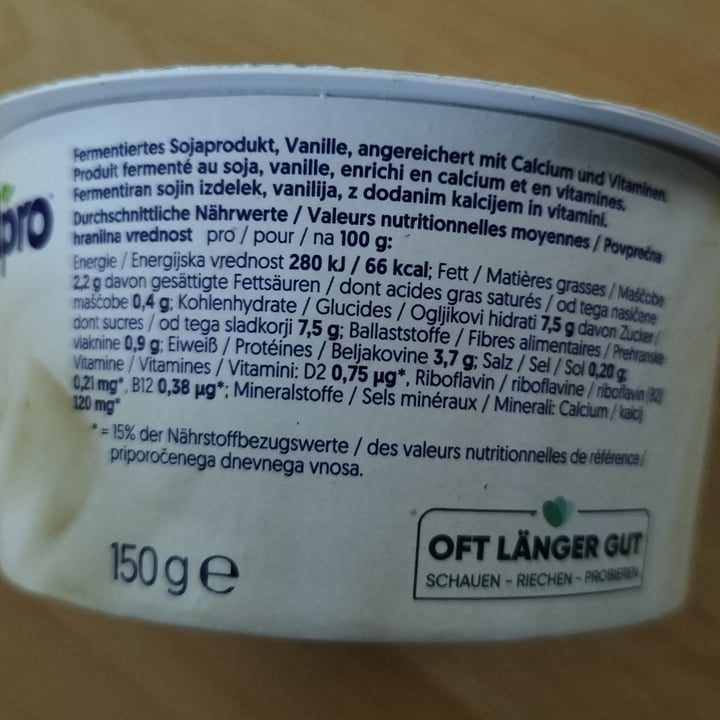 pro
Fermentiertes Sojaprodukt, Vanille, angereichert mit Calcium und Vitaminen.
Produit fermenté au soja, vanille, enrichi en calcium et en vitamines.
Fermentiran sojin izdelek, vanilija, z dodanim kalcijem in vitamini.
Durchschnittliche Nährwerte / Valeurs nutritionnelles moyennes / Povprečna
hranilna vrednost pro / pour / na 100 g:
Energie / Energijska vrednost 280 kJ / 66 kcal; Fett / Matières grasses / Maščobe
2,2 g davon gesättigte Fettsäuren / dont acides gras saturés / od tega nasičene
maščobe 0,4 g; Kohlenhydrate / Glucides / Ogljikovi hidrati 7,5 g davon Zucker /
dont sucres / od tega sladkorji 7,5 g; Ballaststoffe / Fibres alimentaires / Prehranske
vlaknine 0,9 g; Eiweiß / Protéines / Beljakovine 3,7 g; Salz / Sel / Sol 0,20 g;
Vitamine / Vitamines / Vitamini: D2 0,75 µg*, Riboflavin / riboflavine / riboflavin (B2)
0,21 mg*, B12 0,38 µg*; Mineralstoffe / Sels minéraux / Minerali: Calcium / kalcij
120 mg*
* = 15% der Nährstoffbezugswerte / des valeurs nutritionnelles de référence /
priporočenega dnevnega vnosa.
150 g e
OFT LÄNGER GUT
SCHAUEN - RIECHEN - PROBIEREN